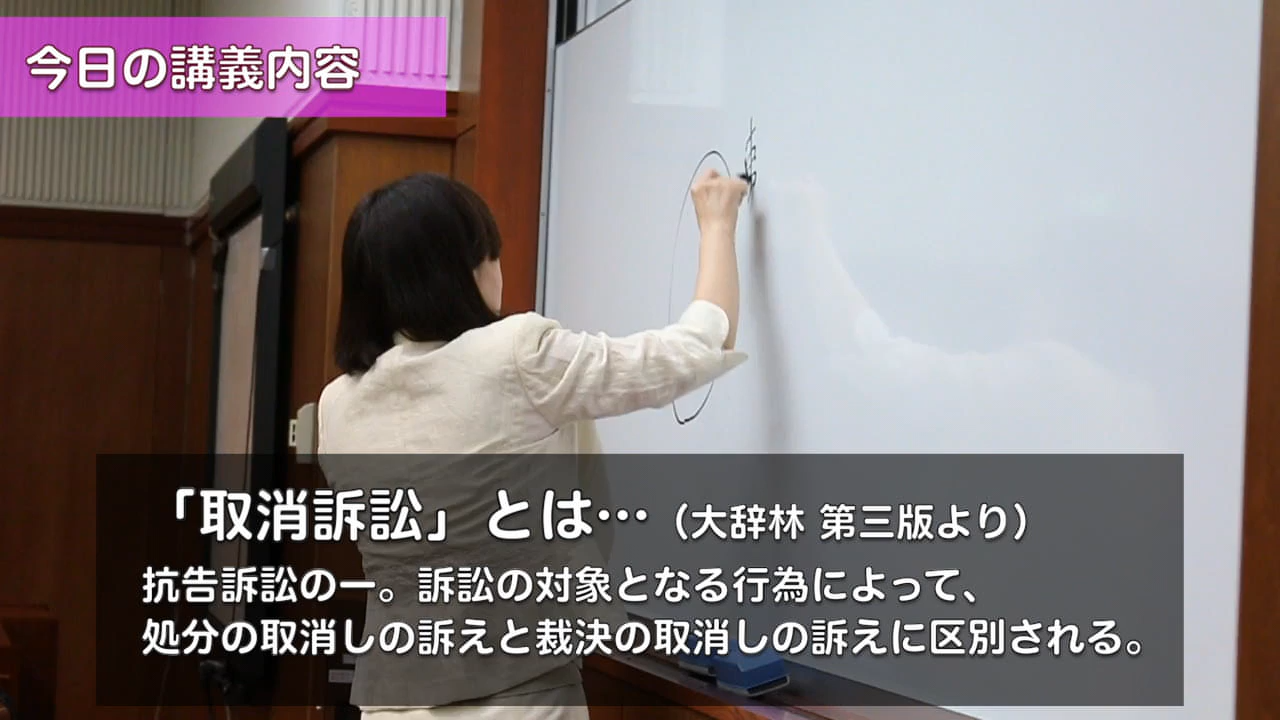 今日の講義内容
「取消訴訟」とは…（大辞林 第三版より）
抗告訴訟の一。訴訟の対象となる行為によって、
処分の取消しの訴えと裁決の取消しの訴えに区別される。